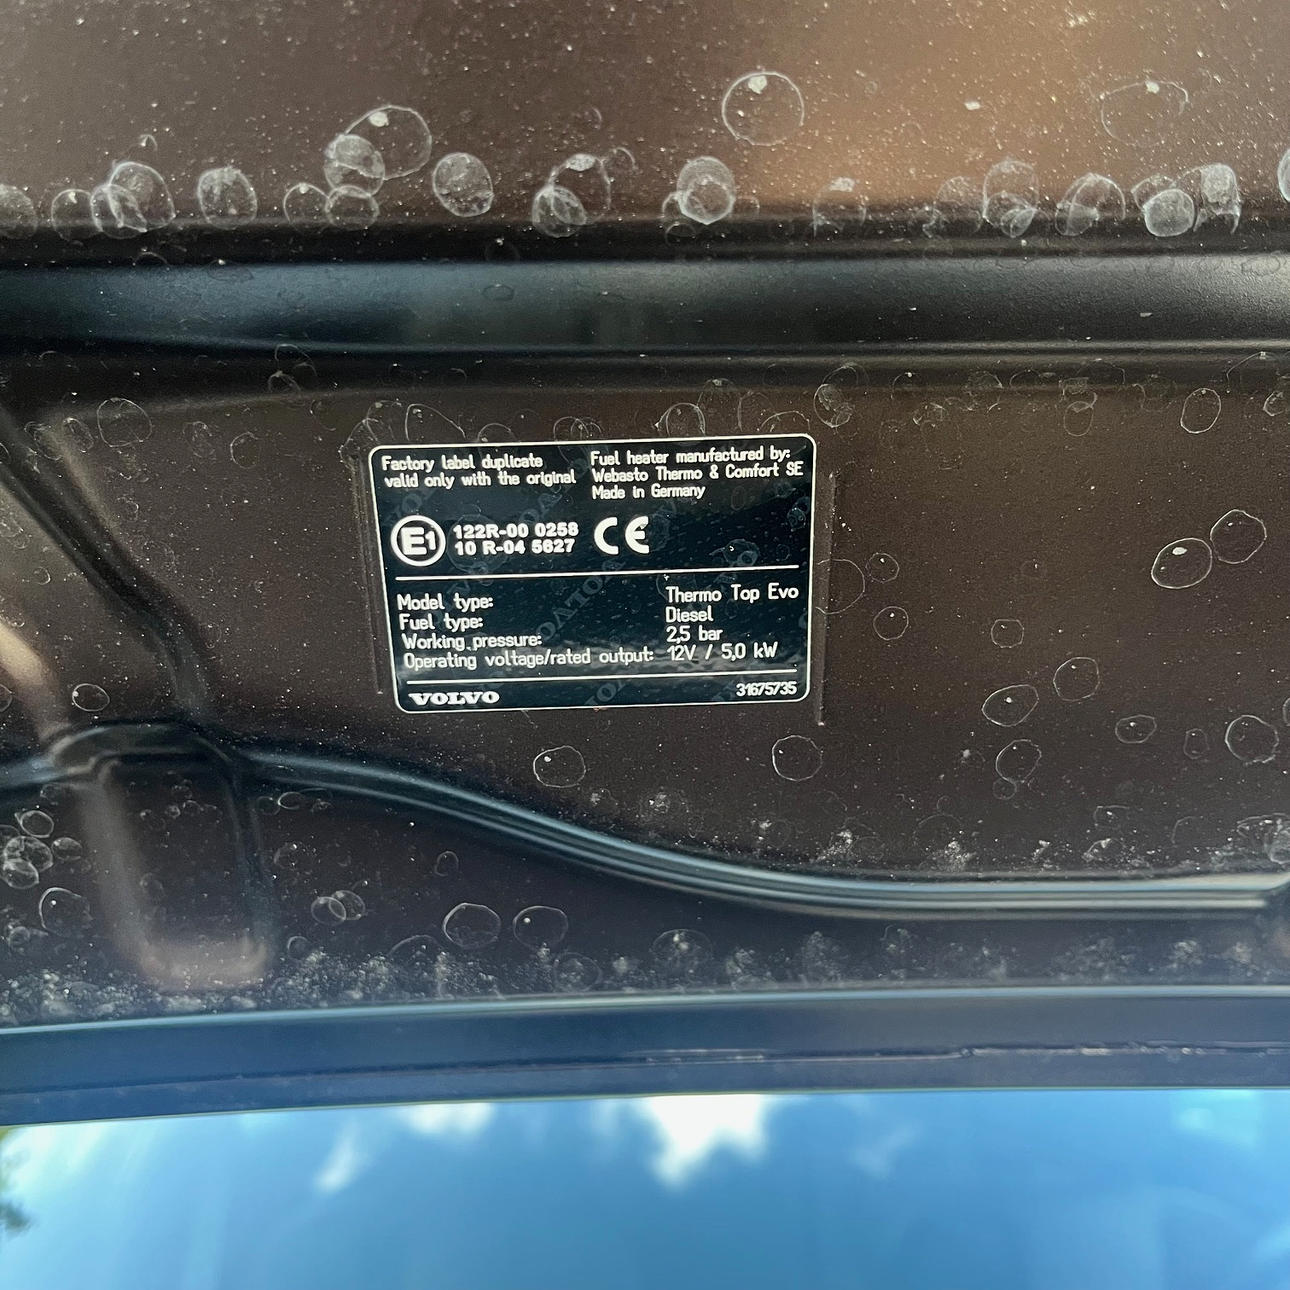 Factory label duplicate
valid only with the original
Fuel heater manufactured by:
Webasto Thermo & Comfort SE
Made in Germany
E1
122R-00 0258
10 R-04 5627
CE
Model type: Thermo Top Evo
Fuel type: Diesel
Working pressure: 2,5 bar
Operating voltage/rated output: 12V / 5,0 kW
VOLVO 31675735